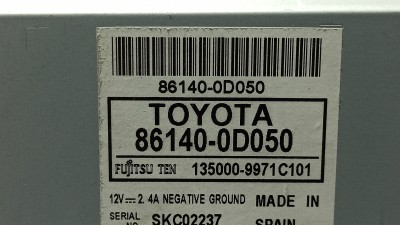 86140-0D050
TOYOTA
86140-0D050
FUJITSU TEN 135000-9971C101
12V⎓ 2.4A NEGATIVE GROUND MADE IN
SERIAL NO SKC02237 SPAIN